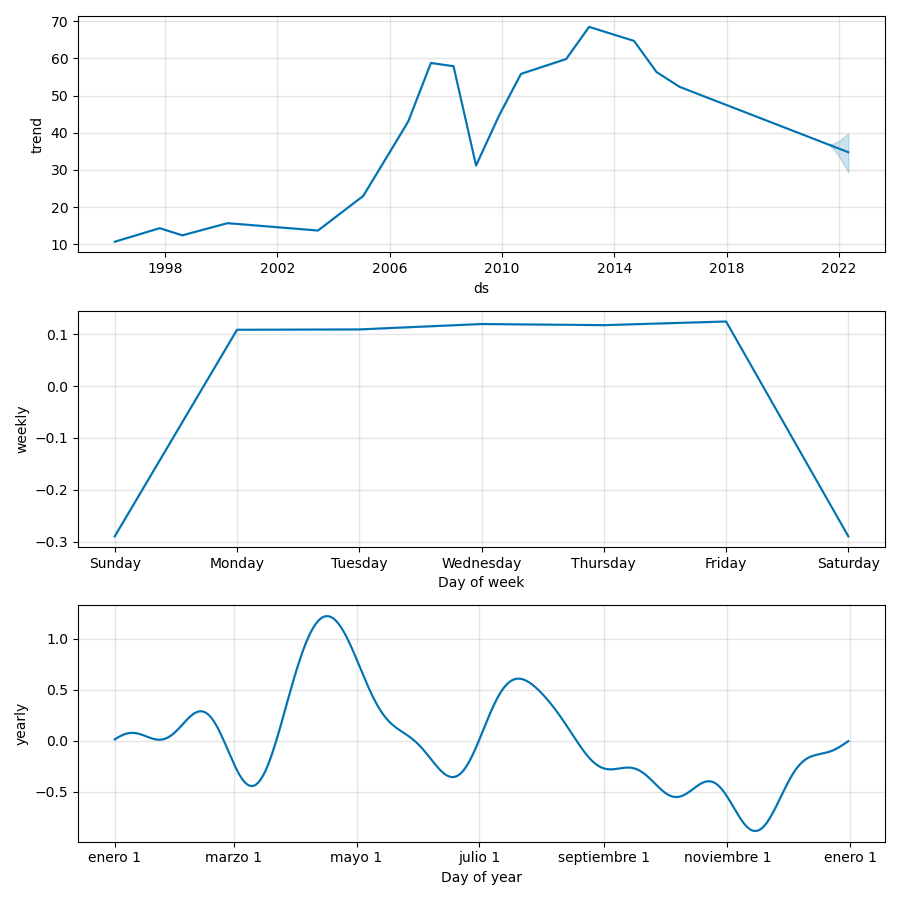 70
60
50
40
30
20
10
trend
1998 2002 2006 2010 2014 2018 2022
ds
0.1
0.0
−0.1
−0.2
−0.3
weekly
Sunday Monday Tuesday Wednesday Thursday Friday Saturday
Day of week
1.0
0.5
0.0
−0.5
yearly
enero 1 marzo 1 mayo 1 julio 1 septiembre 1 noviembre 1 enero 1
Day of year